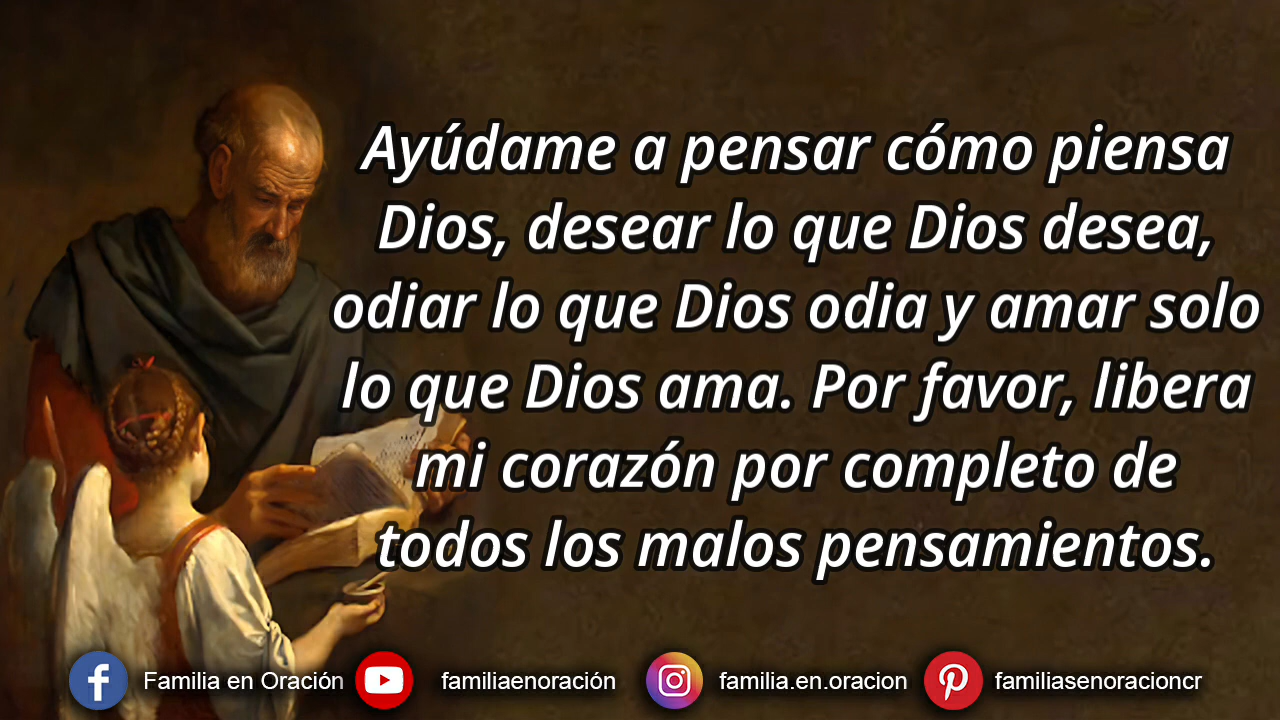 Ayúdame a pensar cómo piensa
Dios, desear lo que Dios desea,
odiar lo que Dios odia y amar solo
lo que Dios ama. Por favor, libera
mi corazón por completo de
todos los malos pensamientos.
Familia en Oración familiaenoración familia.en.oracion familiasenoracioncr